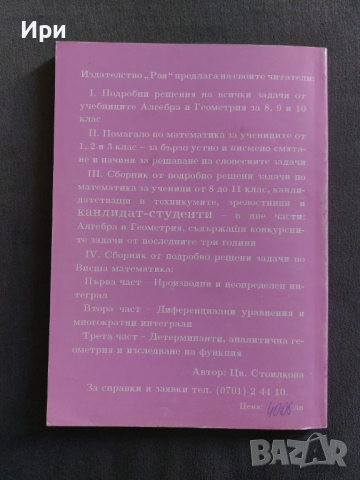 Ири
Издателство „Рая“ предлага на своите читатели:
I. Подробни решения на всички задачи от
учебниците Алгебра и Геометрия за 8, 9 и 10
клас
II. Помагало по математика за учениците от
1, 2 и 3 клас – за бързо устно и писмено смята-
не и начини за решаване на словесните задачи
III. Сборник от подробно решени задачи по
математика за ученици от 8 до 11 клас, канди-
датстващи в техникумите, зрелостници и
кандидат-студенти – в две части:
Алгебра и Геометрия, съдържащи конкурсни-
те задачи от последните три години
IV. Сборник от подробно решени задачи по
Висша математика:
Първа част – Производни и неопределен ин-
теграл
Втора част – Диференциални уравнения и
многократни интеграли
Трета част – Детерминанти, аналитична ге-
ометрия и изследване на функция
Автор: Цв. Стоилкова
За справки и заявки тел. (0701) 2 44 10.
Цена: лв
BAZAR.bg